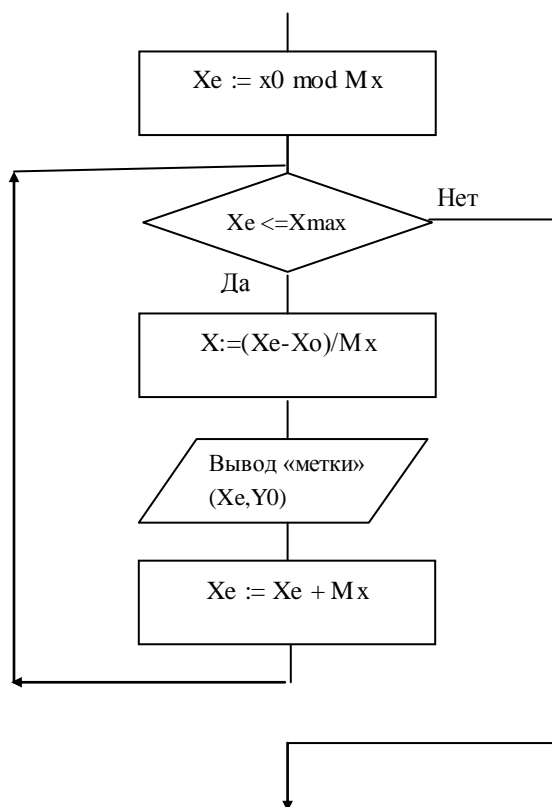 Xe := x0 mod Mx
Xe <=Xmax
Нет
Да
X:=(Xe-Xo)/Mx
Вывод «метки»
(Xe,Y0)
Xe := Xe + Mx